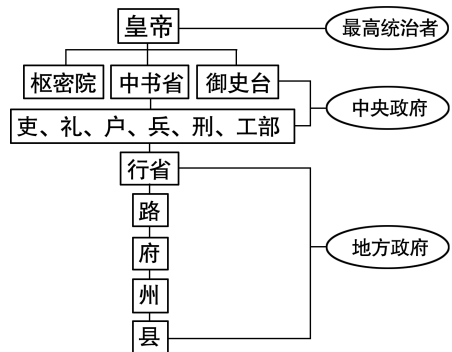 皇帝
最高统治者
枢密院 中书省 御史台
中央政府
吏、礼、户、兵、刑、工部
行省
路
府
地方政府
州
县